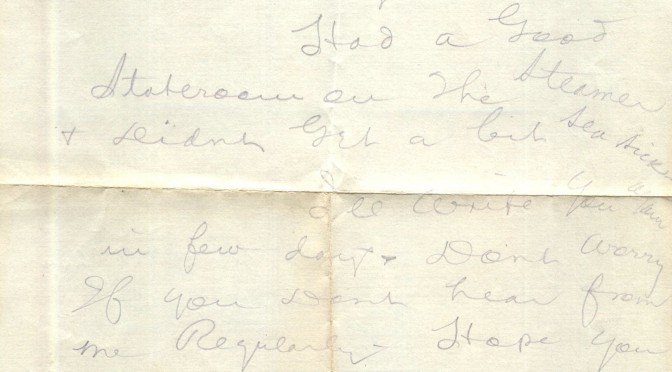 Had a Good
Stateroom on The Steamer
+ Didnt Get a bit Sea Sick
I'll Write You again
in few days + Dont Worry
If you Dont hear from
me Regularly - Hope you